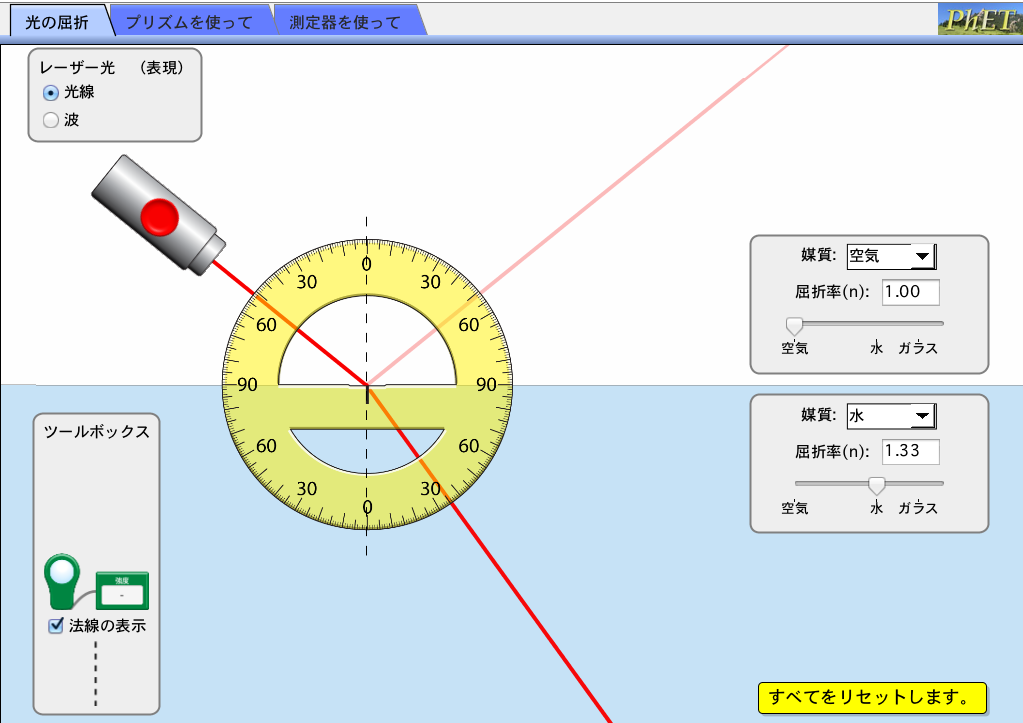 光の屈折 プリズムを使って 測定器を使って PhET
レーザー光 （表現）
光線
波
0
30 30
60 60
90 90
60 60
30 30
0
媒質: 空気
屈折率(n): 1.00
空気 水 ガラス
媒質: 水
屈折率(n): 1.33
空気 水 ガラス
ツールボックス
強度
-
法線の表示
すべてをリセットします。